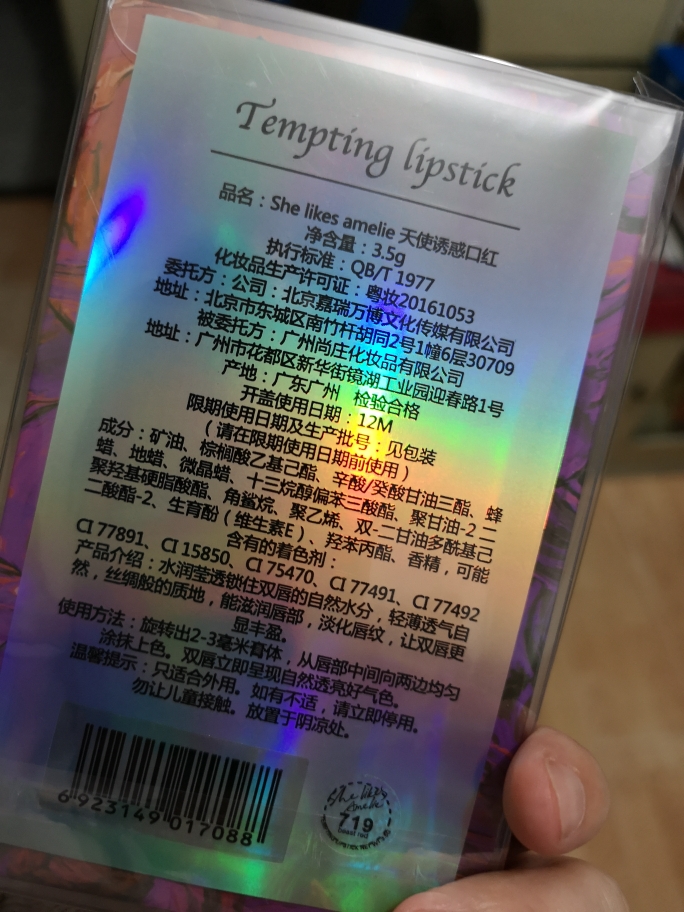 Tempting lipstick
品名：She likes amelie 天使诱惑口红
净含量：3.5g
执行标准：QB/T 1977
化妆品生产许可证：粤妆20161053
委托方：公司：北京嘉瑞万博文化传媒有限公司
地址：北京市东城区南竹杆胡同2号1幢6层30709
被委托方：广州尚庄化妆品有限公司
地址：广州市花都区新华街镜湖工业园迎春路1号
产地：广东广州 检验合格
开盖使用日期：12M
限期使用日期及生产批号：见包装
（请在限期使用日期前使用）
成分：矿油、棕榈酸乙基己酯、辛酸/癸酸甘油三酯、蜂
蜡、地蜡、微晶蜡、十三烷醇偏苯三酸酯、聚甘油-2 二
聚羟基硬脂酸酯、角鲨烷、聚乙烯、双-二甘油多酰基己
二酸酯-2、生育酚（维生素E）、羟苯丙酯、香精，可能
含有的着色剂：
CI 77891、CI 15850、CI 75470、CI 77491、CI 77492
产品介绍：水润莹透锁住双唇的自然水分，轻薄透气自
然，丝绸般的质地，能滋润唇部，淡化唇纹，让双唇更
显丰盈。
使用方法：旋转出2-3毫米膏体，从唇部中间向两边均匀
涂抹上色。双唇立即呈现自然透亮好气色。
温馨提示：只适合外用。如有不适，请立即停用。
勿让儿童接触。放置于阴凉处。
6 923149 017088
She likes
Amelie
719